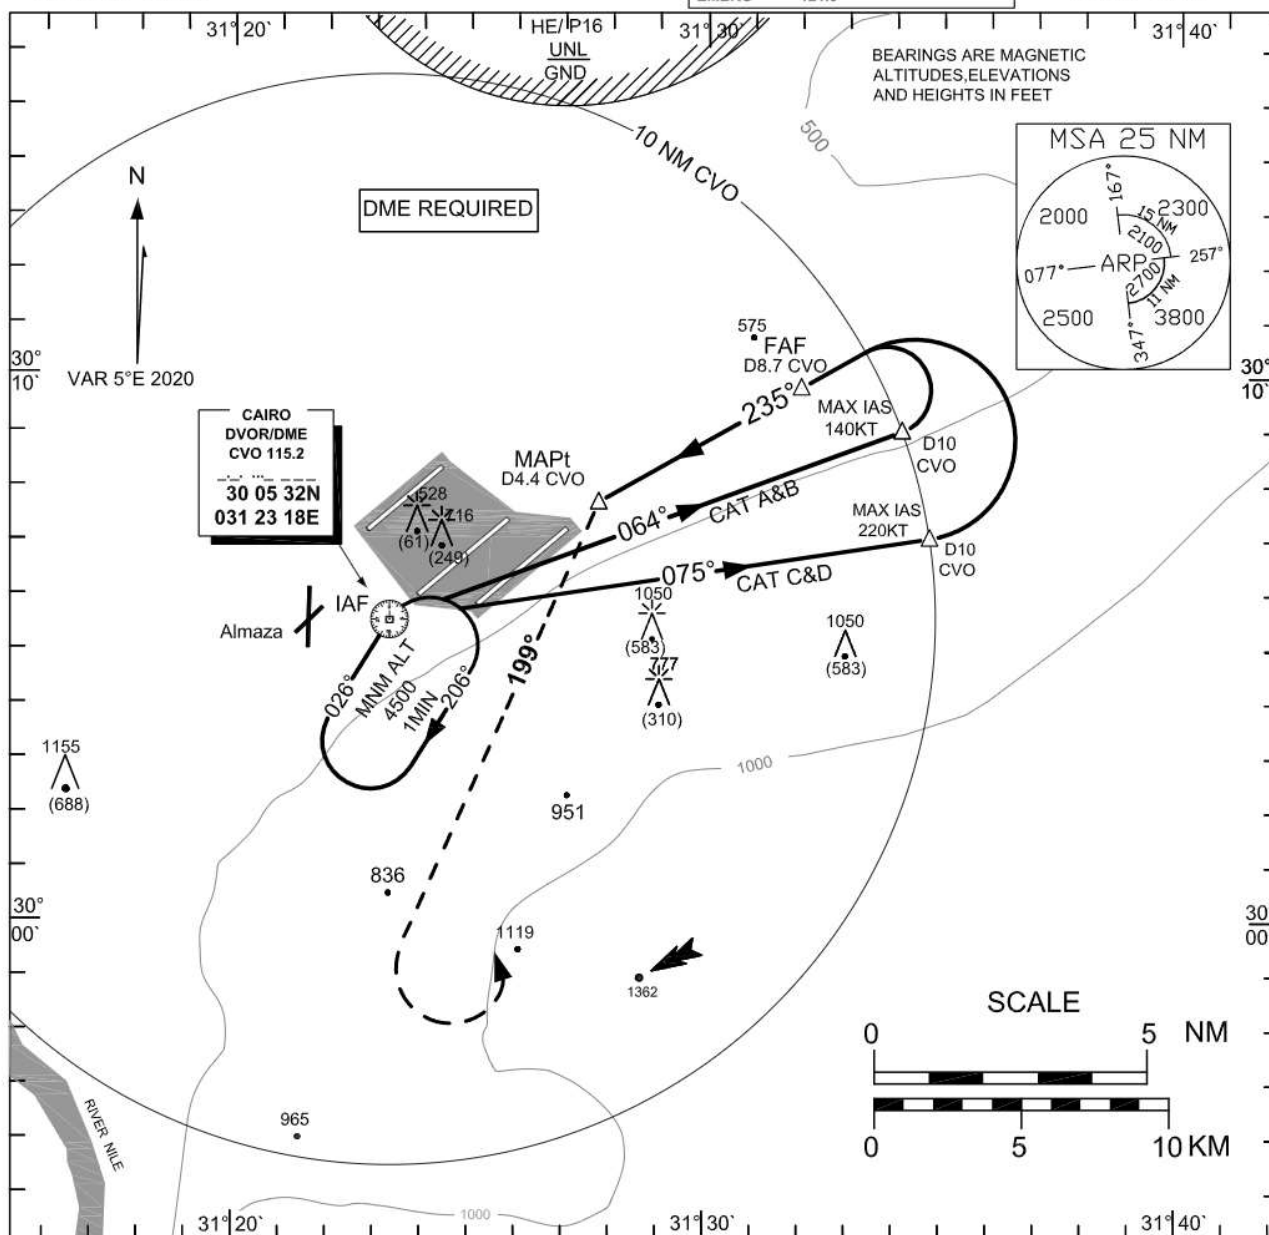 31°20`
HE/ P16
UNL
GND
31°30`
31°40`
BEARINGS ARE MAGNETIC
ALTITUDES,ELEVATIONS
AND HEIGHTS IN FEET
10 NM CVO
500
MSA 25 NM
167°
2000
2300
15 NM
2100
077°
ARP
257°
2700
11 NM
2500
3800
347°
N
DME REQUIRED
VAR 5°E 2020
30°
10`
30°
10`
575
FAF
D8.7 CVO
235°
MAX IAS
140KT
D10
CVO
CAIRO
DVOR/DME
CVO 115.2
30 05 32N
031 23 18E
MAPt
D4.4 CVO
528
(61)
(249)
064°
CAT A&B
MAX IAS
220KT
D10
CVO
075°
CAT C&D
IAF
Almaza
026°
MNM ALT
4500
1MIN
206°
199°
1050
(583)
777
(310)
1050
(583)
1155
(688)
1000
951
836
30°
00`
30
00`
1119
1362
SCALE
0 5 NM
0 5 10 KM
965
RIVER NILE
1000
31°20`
31°30`
31°40`